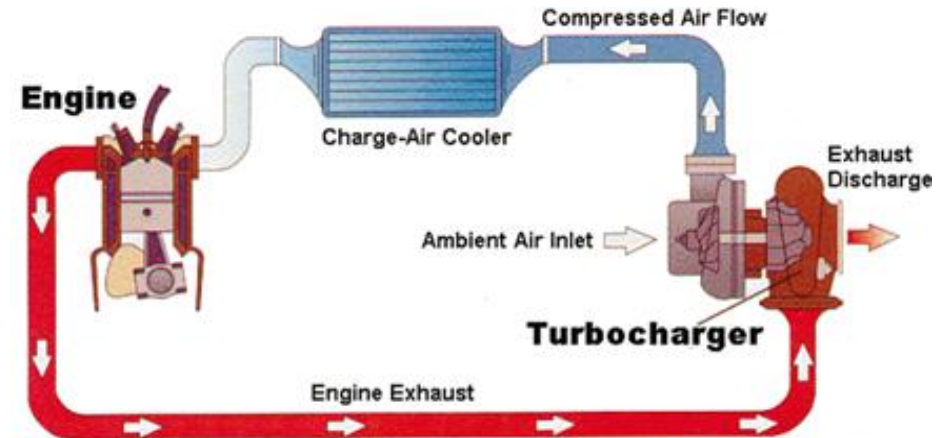 Compressed Air Flow
Engine
Charge-Air Cooler
Exhaust
Discharge
Ambient Air Inlet
Turbocharger
Engine Exhaust